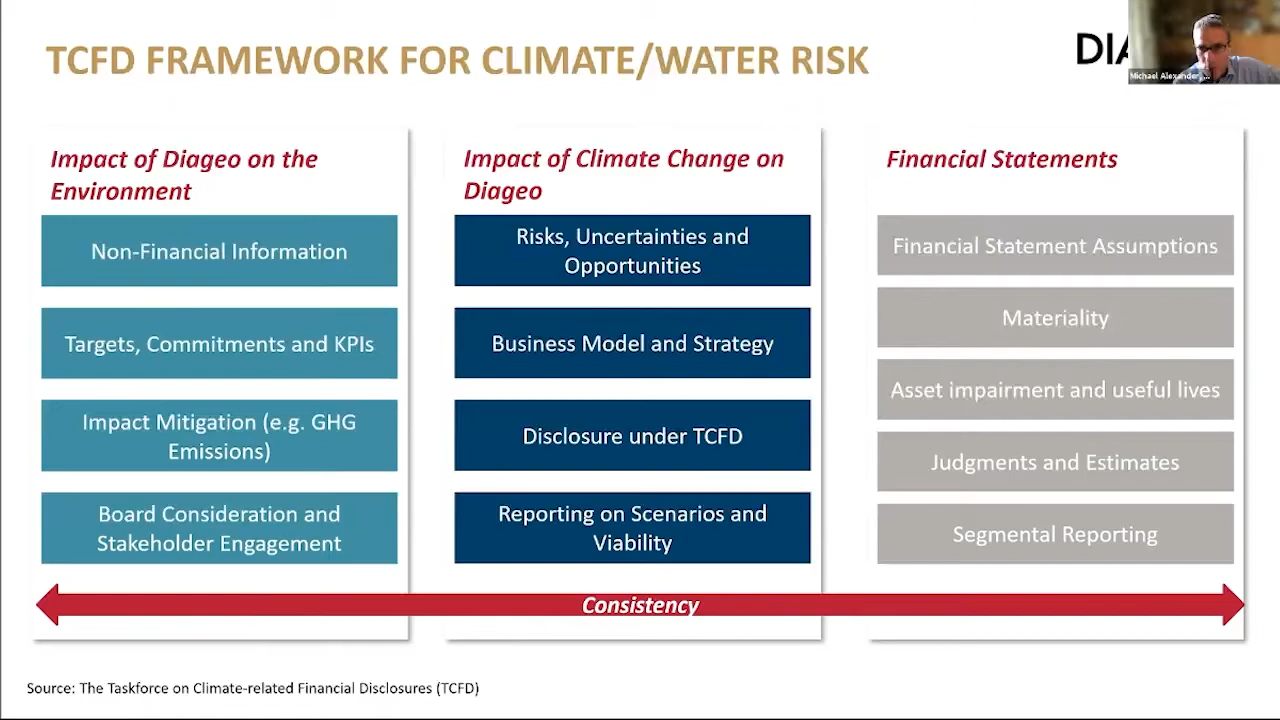 TCFD FRAMEWORK FOR CLIMATE/WATER RISK
Michael Alexander, ...
Impact of Diageo on the
Environment
Non-Financial Information
Targets, Commitments and KPIs
Impact Mitigation (e.g. GHG
Emissions)
Board Consideration and
Stakeholder Engagement
Impact of Climate Change on
Diageo
Risks, Uncertainties and
Opportunities
Business Model and Strategy
Disclosure under TCFD
Reporting on Scenarios and
Viability
Financial Statements
Financial Statement Assumptions
Materiality
Asset impairment and useful lives
Judgments and Estimates
Segmental Reporting
Consistency
Source: The Taskforce on Climate-related Financial Disclosures (TCFD)